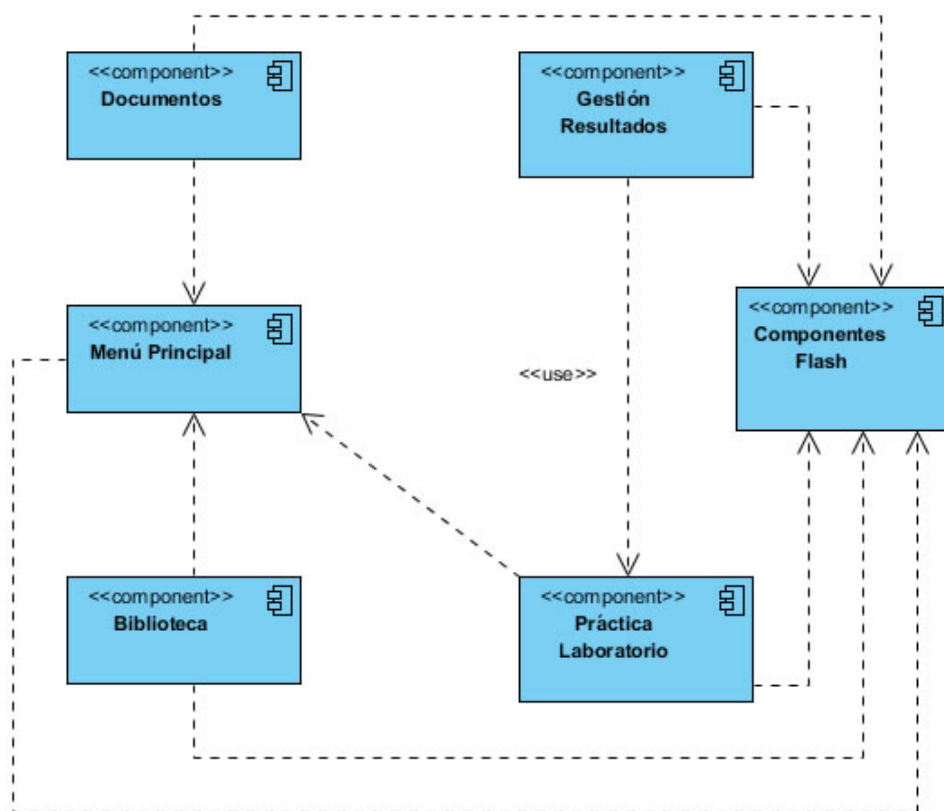 <<component>>
Documentos
<<component>>
Gestión
Resultados
<<component>>
Menú Principal
<<component>>
Componentes
Flash
<<use>>
<<component>>
Biblioteca
<<component>>
Práctica
Laboratorio